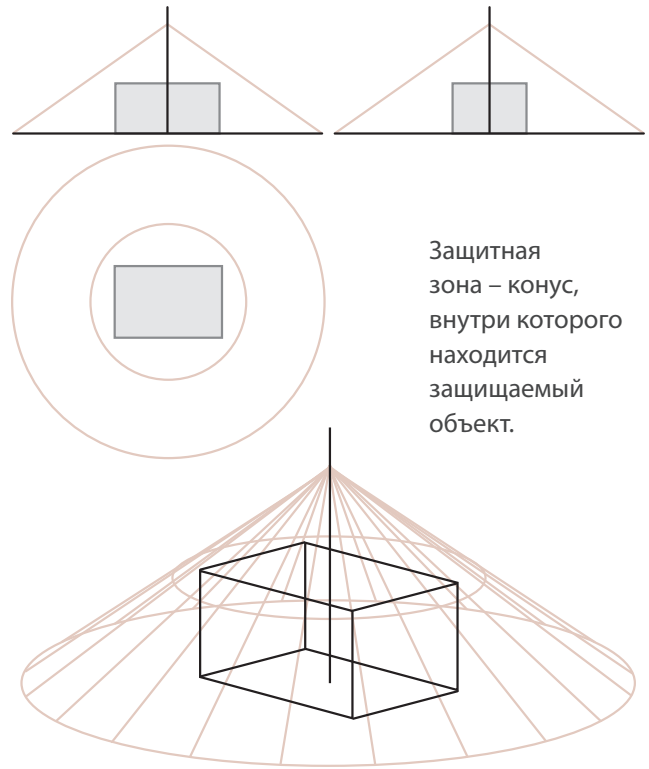 Защитная
зона – конус,
внутри которого
находится
защищаемый
объект.